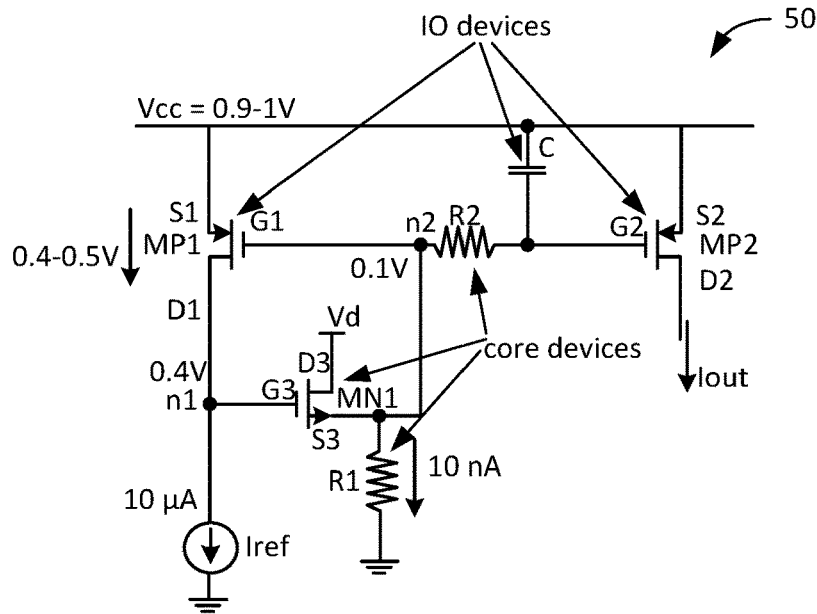 IO devices
50
Vcc = 0.9-1V
C
S1
G1
n2
R2
G2
S2
MP1
MP2
0.4-0.5V
0.1V
D2
D1
Vd
core devices
0.4V
D3
Iout
n1
G3
MN1
S3
R1
10 nA
10 µA
Iref